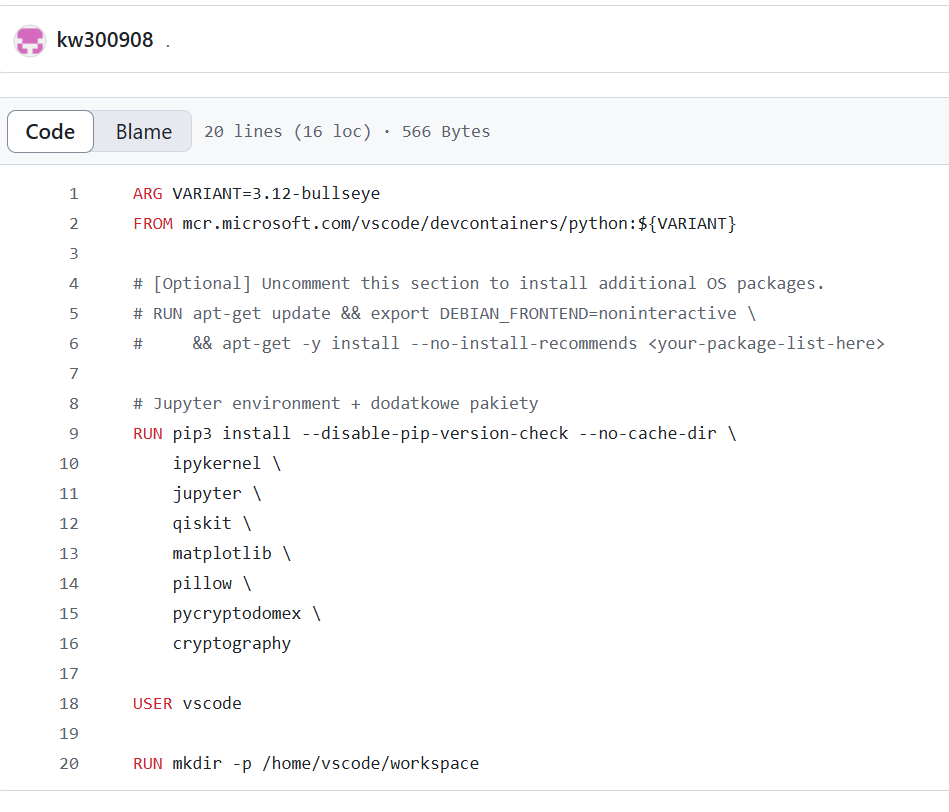 kw300908 .
Code Blame 20 lines (16 loc) · 566 Bytes
1 ARG VARIANT=3.12-bullseye
2 FROM mcr.microsoft.com/vscode/devcontainers/python:${VARIANT}
3
4 # [Optional] Uncomment this section to install additional OS packages.
5 # RUN apt-get update && export DEBIAN_FRONTEND=noninteractive \
6 #     && apt-get -y install --no-install-recommends <your-package-list-here>
7
8 # Jupyter environment + dodatkowe pakiety
9 RUN pip3 install --disable-pip-version-check --no-cache-dir \
10     ipykernel \
11     jupyter \
12     qiskit \
13     matplotlib \
14     pillow \
15     pycryptodomex \
16     cryptography
17
18 USER vscode
19
20 RUN mkdir -p /home/vscode/workspace